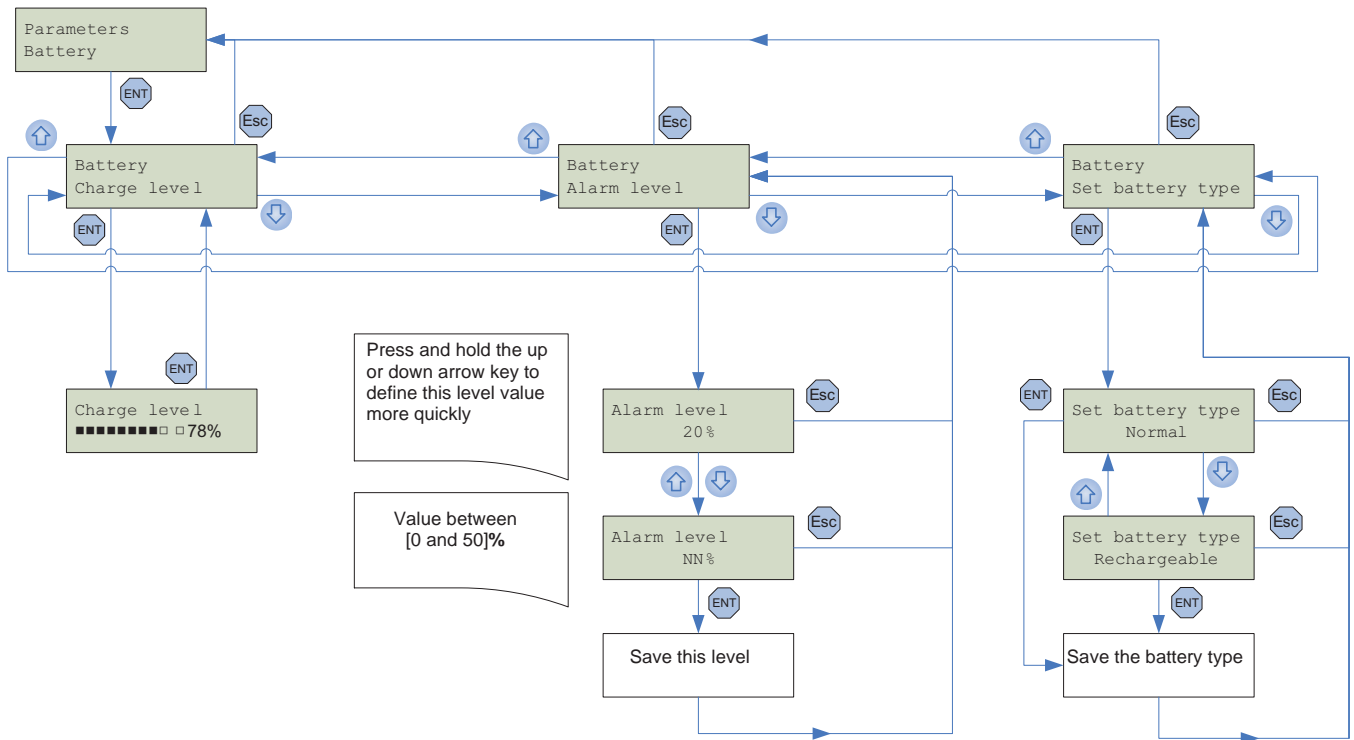 Parameters
Battery
ENT
Esc
Esc
Esc
Battery
Charge level
Battery
Alarm level
Battery
Set battery type
ENT
ENT
ENT
Press and hold the up
or down arrow key to
define this level value
more quickly
ENT
Charge level
78%
Alarm level
20%
Esc
ENT
Set battery type
Normal
Esc
Value between
[0 and 50]%
Alarm level
NN%
Esc
Set battery type
Rechargeable
Esc
ENT
ENT
Save this level
Save the battery type